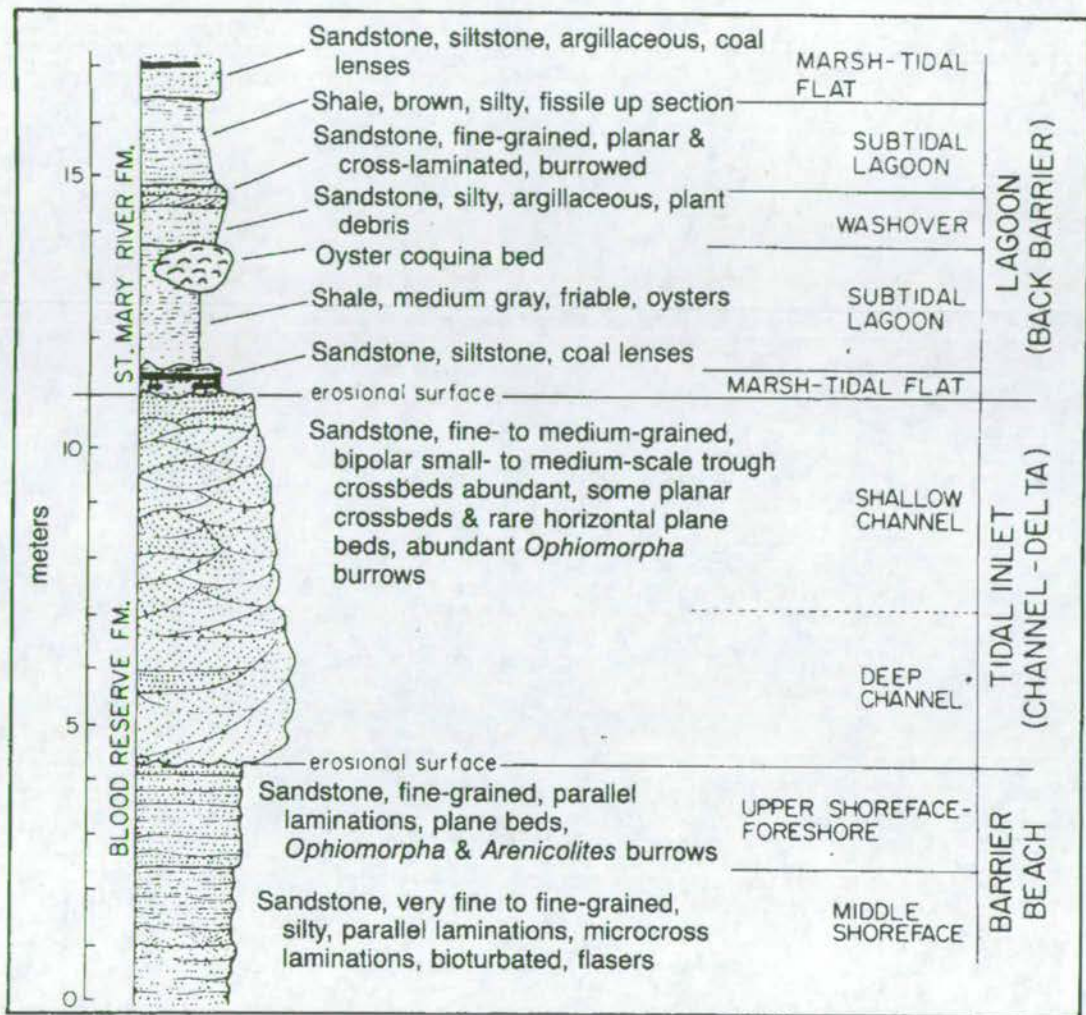 Sandstone, siltstone, argillaceous, coal
lenses
Shale, brown, silty, fissile up section
Sandstone, fine-grained, planar &
cross-laminated, burrowed
Sandstone, silty, argillaceous, plant
debris
Oyster coquina bed
Shale, medium gray, friable, oysters
Sandstone, siltstone, coal lenses
erosional surface
Sandstone, fine- to medium-grained,
bipolar small- to medium-scale trough
crossbeds abundant, some planar
crossbeds & rare horizontal plane
beds, abundant Ophiomorpha
burrows
erosional surface
Sandstone, fine-grained, parallel
laminations, plane beds,
Ophiomorpha & Arenicolites burrows
Sandstone, very fine to fine-grained,
silty, parallel laminations, microcross
laminations, bioturbated, flasers
MARSH-TIDAL
FLAT
SUBTIDAL
LAGOON
WASHOVER
SUBTIDAL
LAGOON
MARSH-TIDAL FLAT
SHALLOW
CHANNEL
DEEP
CHANNEL
UPPER SHOREFACE-
FORESHORE
MIDDLE
SHOREFACE
LAGOON
(BACK BARRIER)
TIDAL INLET
(CHANNEL-DELTA)
BARRIER
BEACH
ST. MARY RIVER FM.
BLOOD RESERVE FM.
meters
15
10
5
0